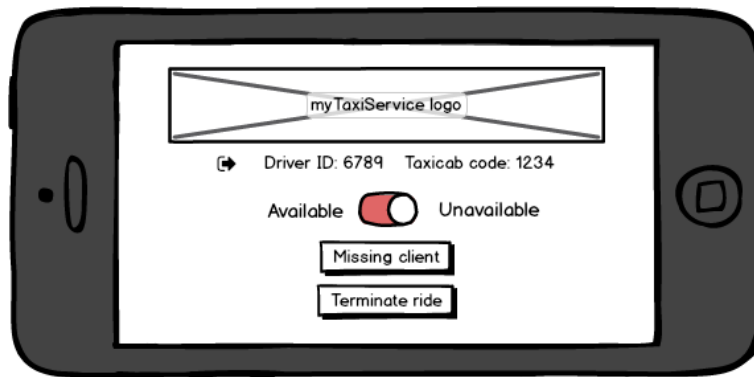 myTaxiService logo
Driver ID: 6789 Taxicab code: 1234
Available Unavailable
Missing client
Terminate ride